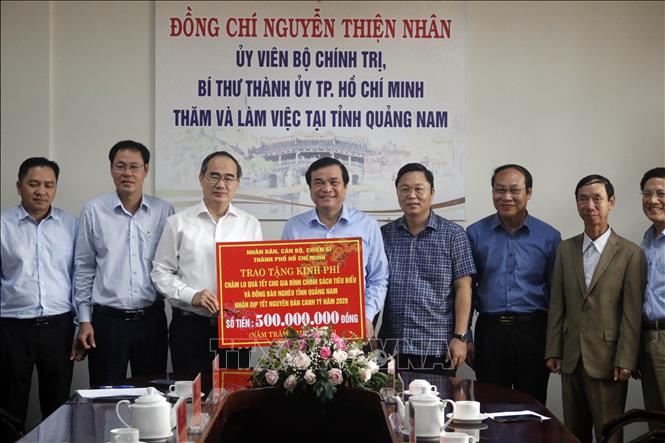 ĐỒNG CHÍ NGUYỄN THIỆN NHÂN
ỦY VIÊN BỘ CHÍNH TRỊ,
BÍ THƯ THÀNH ỦY TP. HỒ CHÍ MINH
THĂM VÀ LÀM VIỆC TẠI TỈNH QUẢNG NAM
NHÂN DÂN, CÁN BỘ, CHIẾN SĨ
THÀNH PHỐ HỒ CHÍ MINH
TRAO TẶNG KINH PHÍ
CHĂM LO QUÀ TẾT CHO GIA ĐÌNH CHÍNH SÁCH TIÊU BIỂU
VÀ ĐỒNG BÀO NGHÈO TỈNH QUẢNG NAM
NHÂN DỊP TẾT NGUYÊN ĐÁN CANH TÝ NĂM 2020
SỐ TIỀN : 500.000.000 ĐỒNG
(NĂM TRĂM